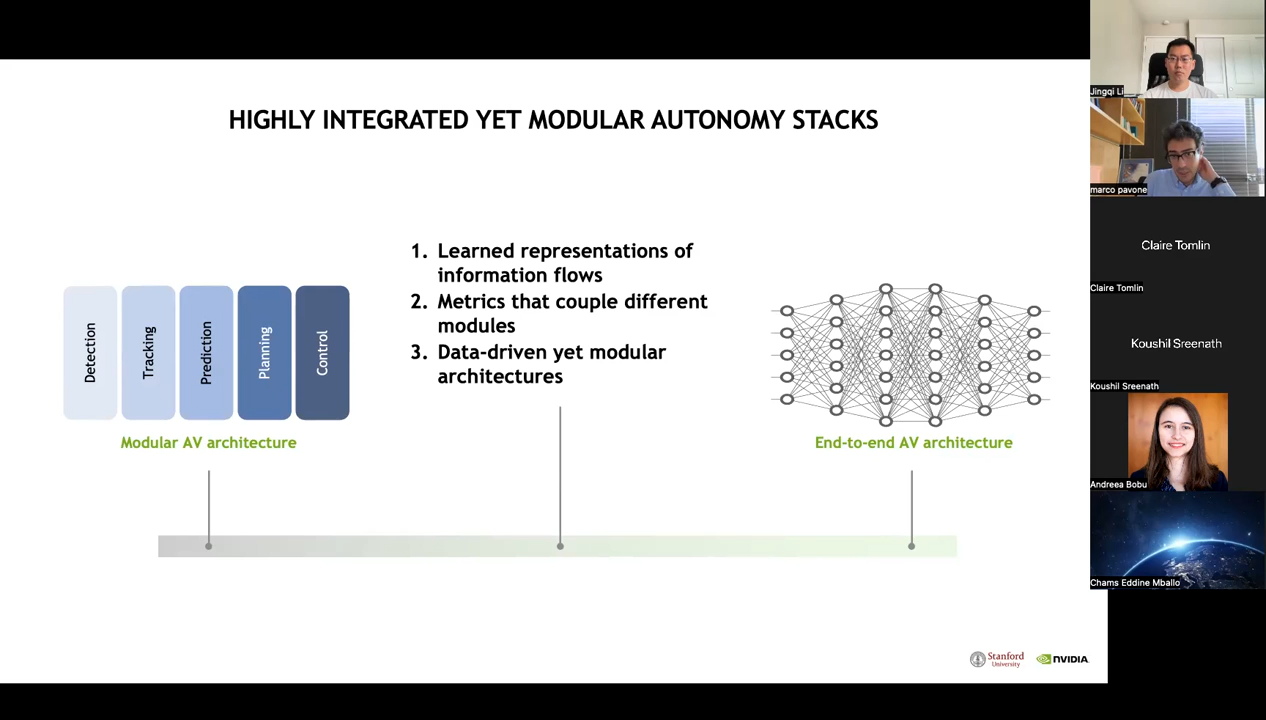 HIGHLY INTEGRATED YET MODULAR AUTONOMY STACKS
1. Learned representations of
information flows
2. Metrics that couple different
modules
3. Data-driven yet modular
architectures
Detection
Tracking
Prediction
Planning
Control
Modular AV architecture
End-to-end AV architecture
Stanford
University
NVIDIA
Jingqi Li
marco pavone
Claire Tomlin
Claire Tomlin
Koushil Sreenath
Koushil Sreenath
Andreea Bobu
Chams Eddine Mballo